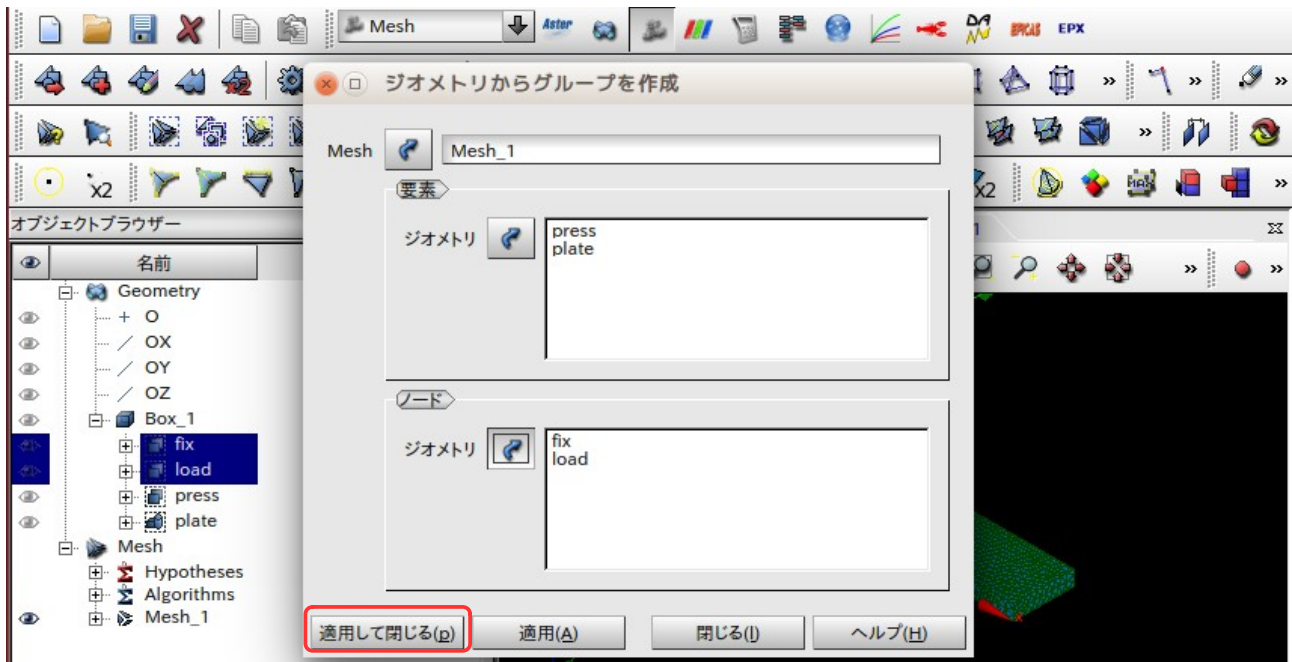 Mesh
Aster
EPX
ジオメトリからグループを作成
»
»
»
Mesh
Mesh_1
»
x2
x2
MAX
»
(要素)
オブジェクトブラウザー
ジオメトリ
press
plate
名前
»
»
Geometry
O
OX
OY
OZ
(ノード)
Box_1
fix
ジオメトリ
fix
load
load
press
plate
Mesh
Hypotheses
Algorithms
Mesh_1
適用して閉じる(p)
適用(A)
閉じる(l)
ヘルプ(H)